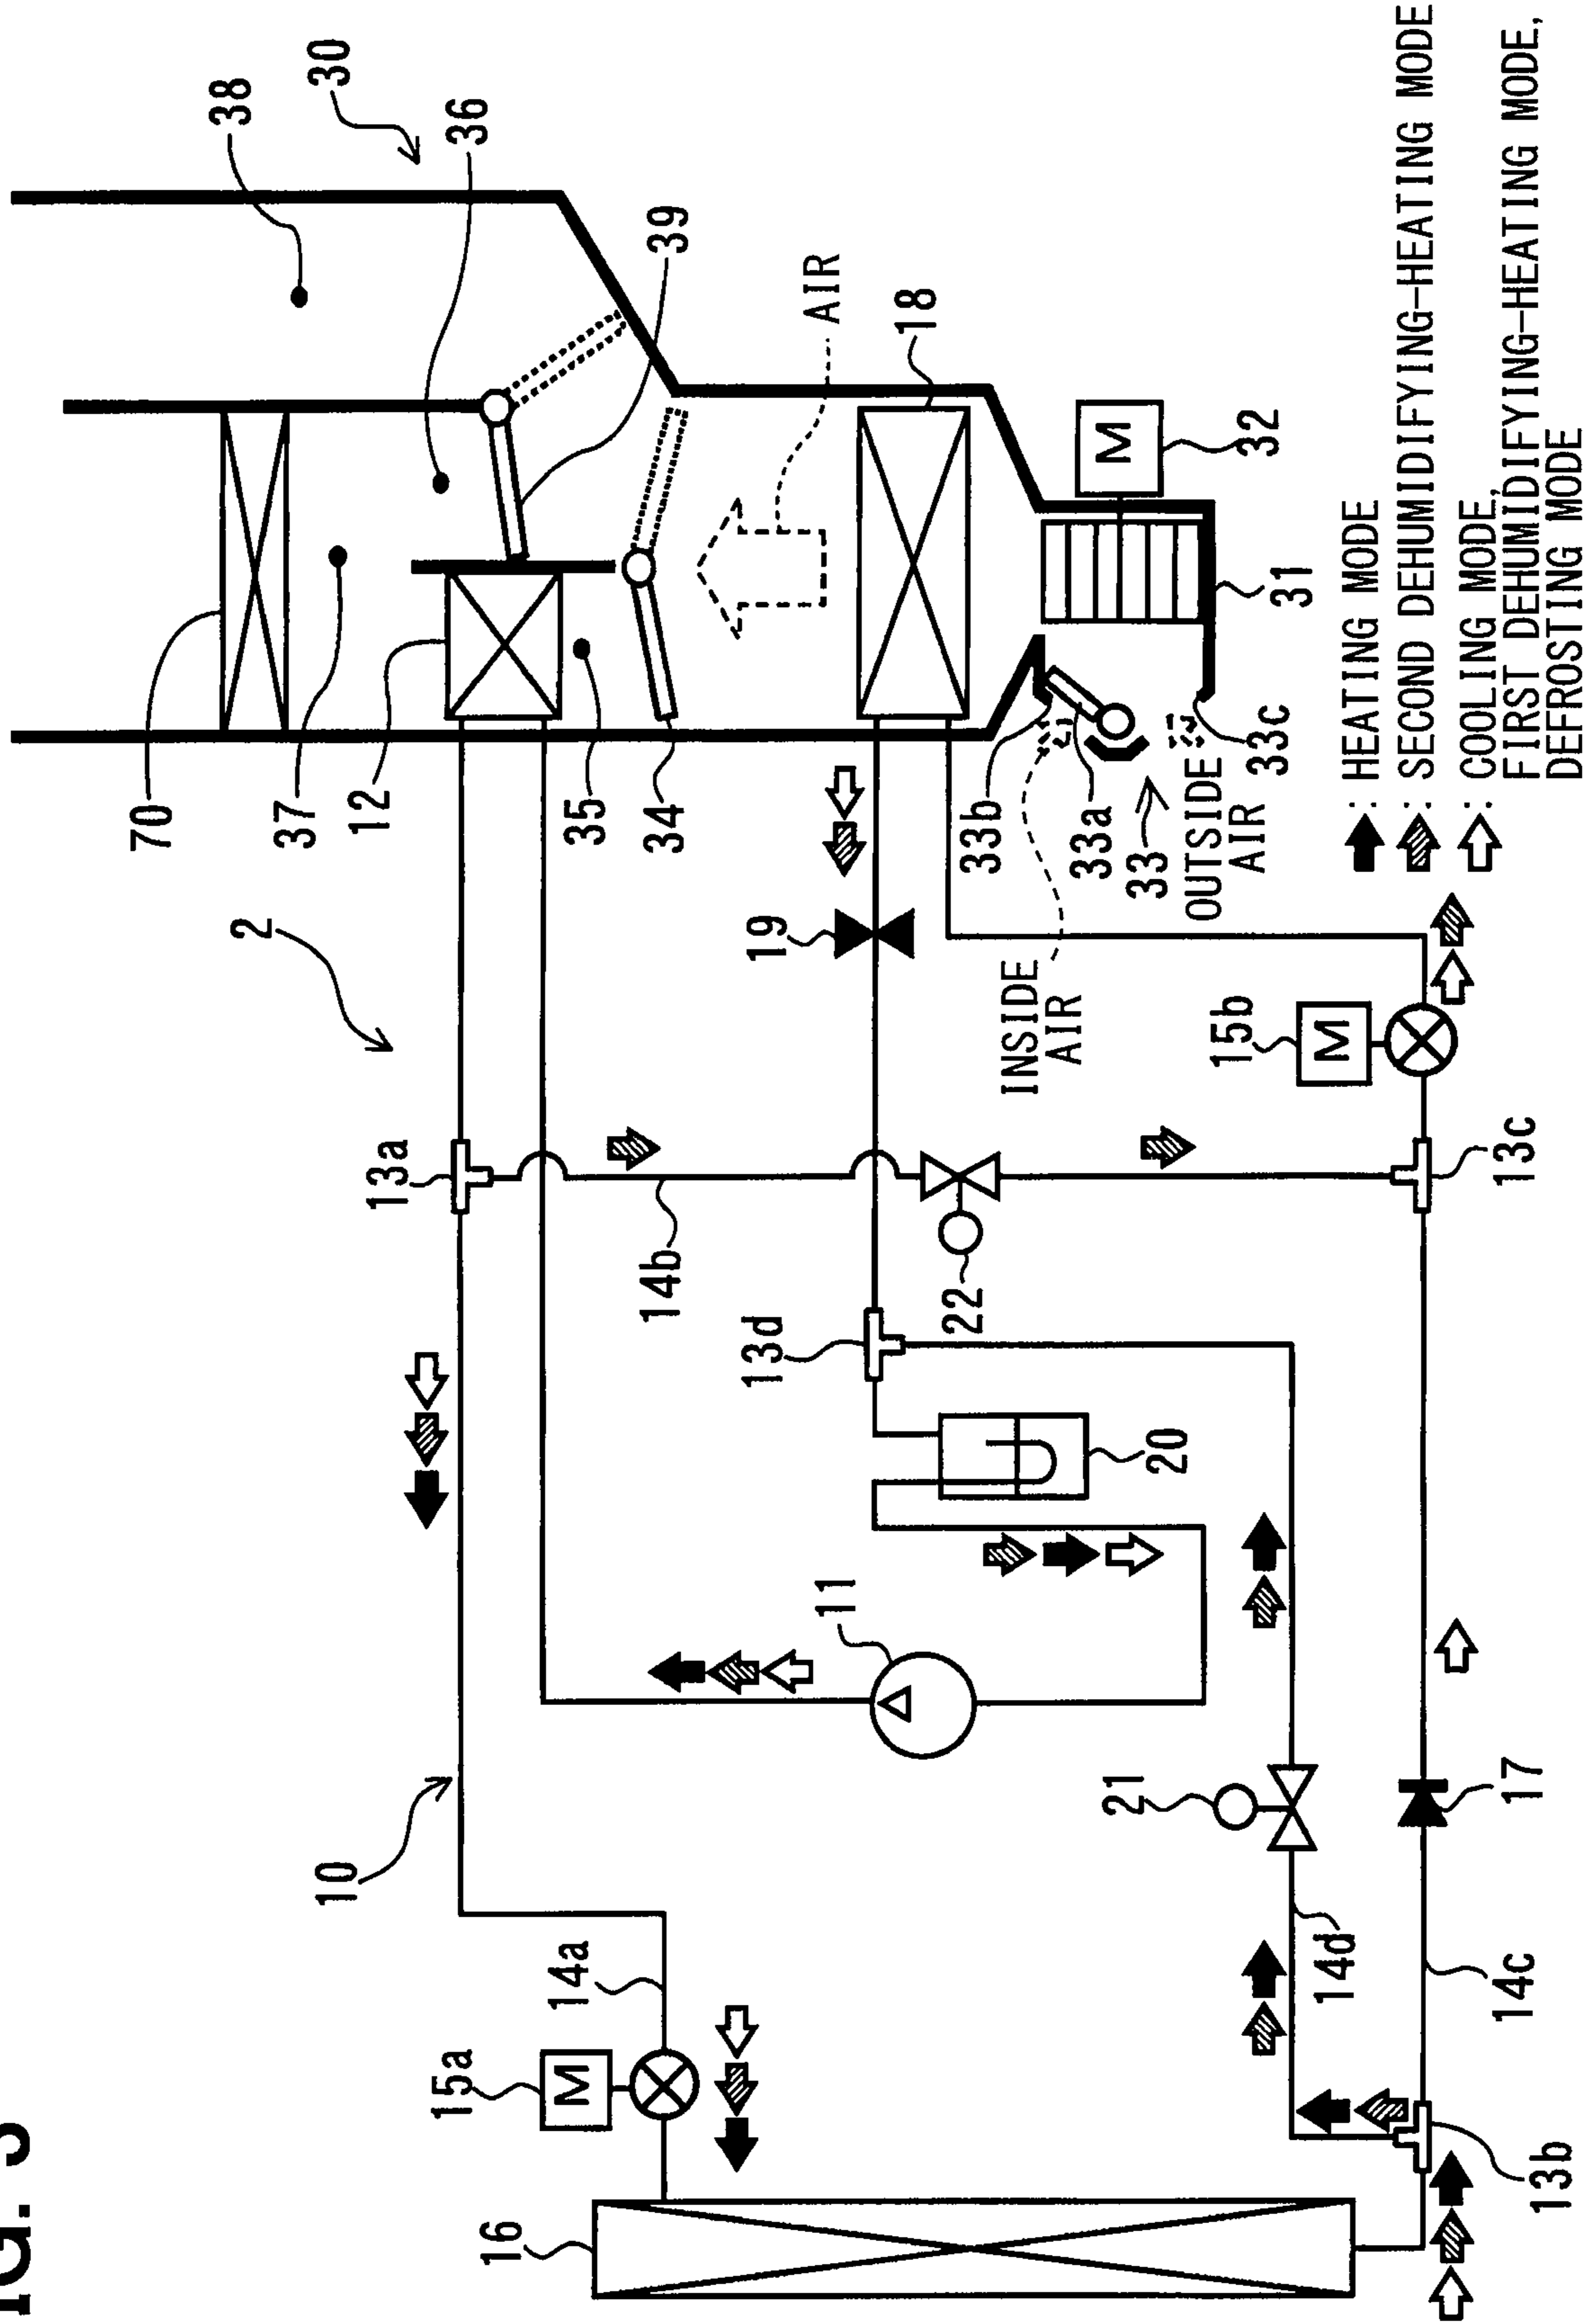 70
38
2
37
10
30
12
13a
15a
36
16
14a
M
35
14b
34
39
13d
19
AIR
11
18
22
33b
INSIDE
AIR
33a
M
21
33
20
OUTSIDE
AIR
15b
32
33c
31
M
14d
: HEATING MODE
: SECOND DEHUMIDIFYING-HEATING MODE
: COOLING MODE,
FIRST DEHUMIDIFYING-HEATING MODE,
DEFROSTING MODE
14c
13c
17
13b